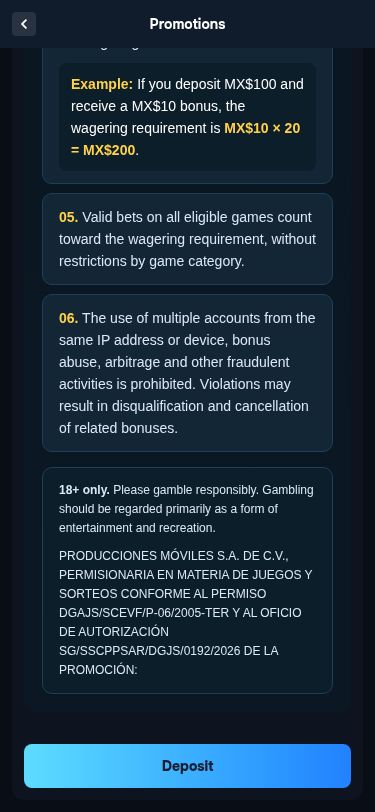 Promotions
Example: If you deposit MX$100 and
receive a MX$10 bonus, the
wagering requirement is MX$10 × 20
= MX$200.
05. Valid bets on all eligible games count
toward the wagering requirement, without
restrictions by game category.
06. The use of multiple accounts from the
same IP address or device, bonus
abuse, arbitrage and other fraudulent
activities is prohibited. Violations may
result in disqualification and cancellation
of related bonuses.
18+ only. Please gamble responsibly. Gambling
should be regarded primarily as a form of
entertainment and recreation.
PRODUCCIONES MÓVILES S.A. DE C.V.,
PERMISIONARIA EN MATERIA DE JUEGOS Y
SORTEOS CONFORME AL PERMISO
DGAJS/SCEVF/P-06/2005-TER Y AL OFICIO
DE AUTORIZACIÓN
SG/SSCPPSAR/DGJS/0192/2026 DE LA
PROMOCIÓN:
Deposit